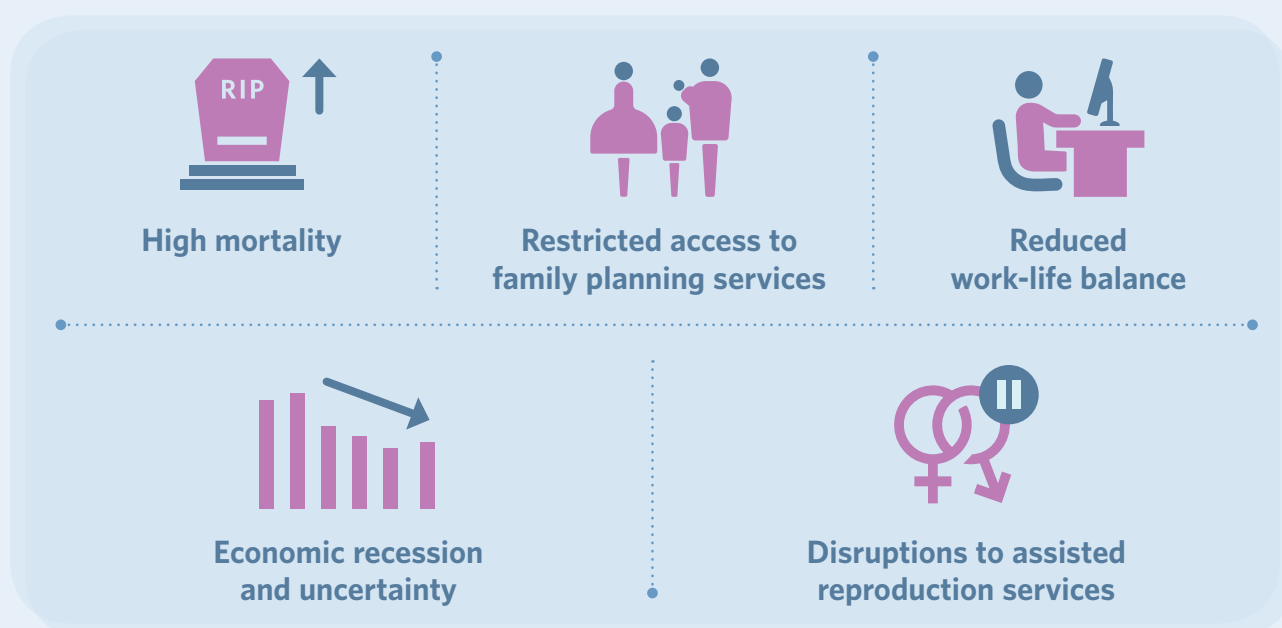 RIP
High mortality
Restricted access to
family planning services
Reduced
work-life balance
Economic recession
and uncertainty
Disruptions to assisted
reproduction services